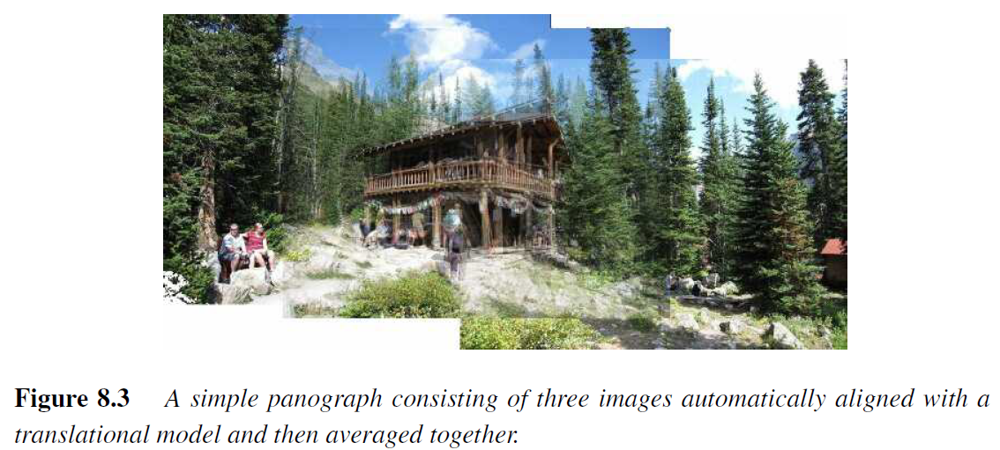 Figure 8.3 A simple panograph consisting of three images automatically aligned with a
translational model and then averaged together.